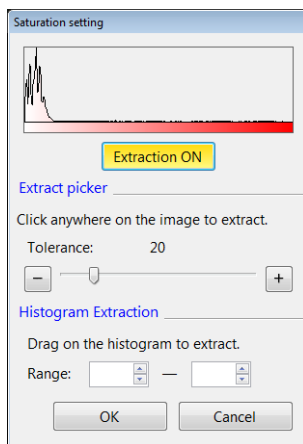 Saturation setting
Extraction ON
Extract picker
Click anywhere on the image to extract.
Tolerance: 20
− +
Histogram Extraction
Drag on the histogram to extract.
Range: —
OK Cancel